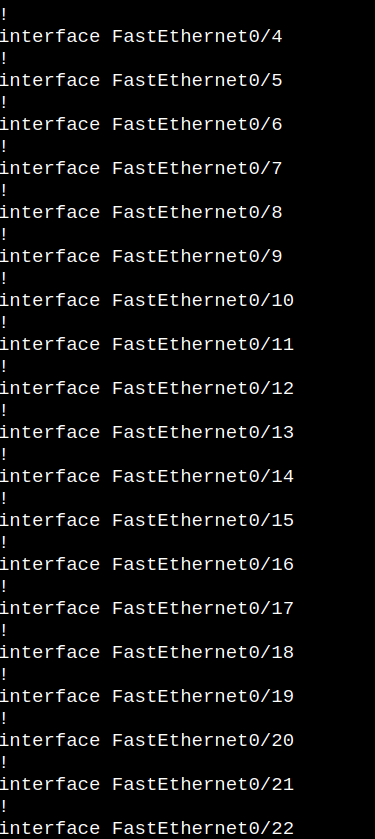 !
interface FastEthernet0/4
!
interface FastEthernet0/5
!
interface FastEthernet0/6
!
interface FastEthernet0/7
!
interface FastEthernet0/8
!
interface FastEthernet0/9
!
interface FastEthernet0/10
!
interface FastEthernet0/11
!
interface FastEthernet0/12
!
interface FastEthernet0/13
!
interface FastEthernet0/14
!
interface FastEthernet0/15
!
interface FastEthernet0/16
!
interface FastEthernet0/17
!
interface FastEthernet0/18
!
interface FastEthernet0/19
!
interface FastEthernet0/20
!
interface FastEthernet0/21
!
interface FastEthernet0/22